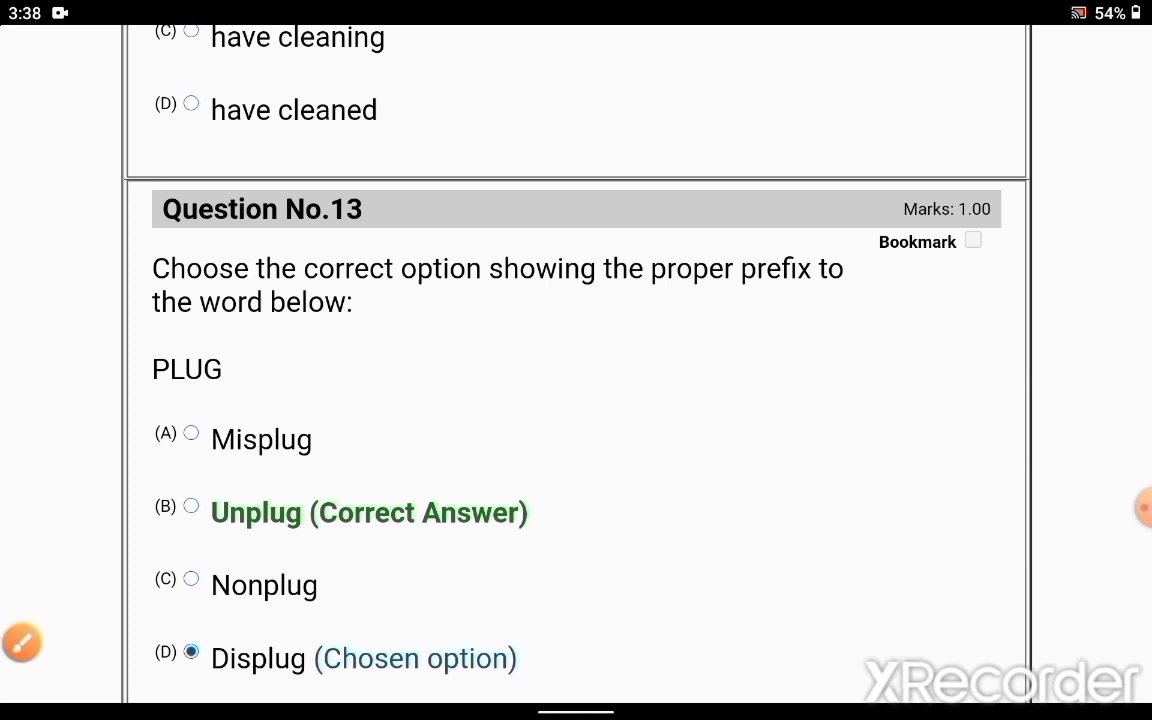 3:38
54%
(C) have cleaning
(D) have cleaned
Question No.13
Marks: 1.00
Bookmark
Choose the correct option showing the proper prefix to
the word below:
PLUG
(A) Misplug
(B) Unplug (Correct Answer)
(C) Nonplug
(D) Displug (Chosen option)
XRecorder